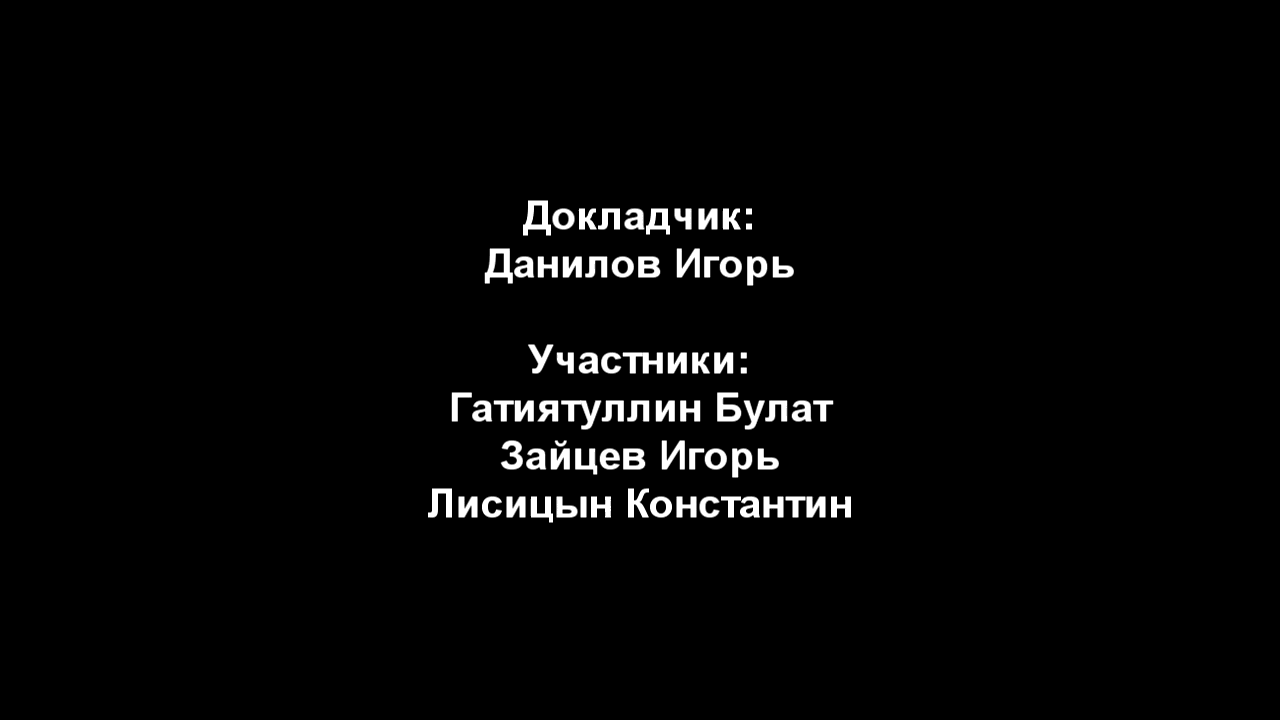 Докладчик:
Данилов Игорь
Участники:
Гатиятуллин Булат
Зайцев Игорь
Лисицын Константин